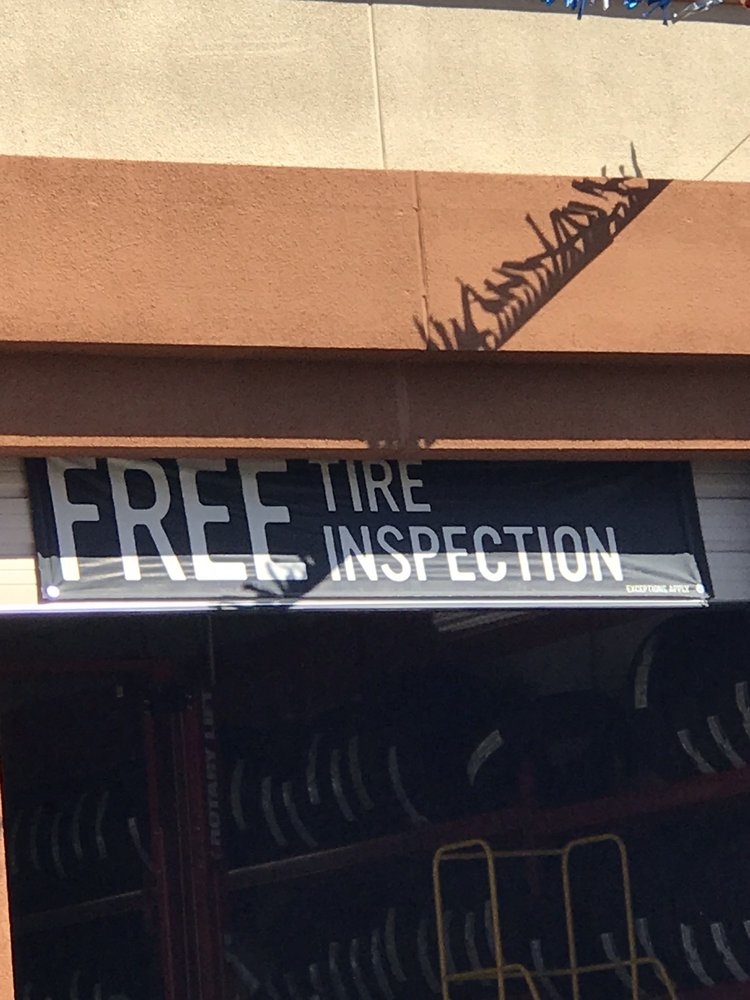 FREE TIRE
INSPECTION
EXCEPTIONS APPLY
ROTARY LIFT